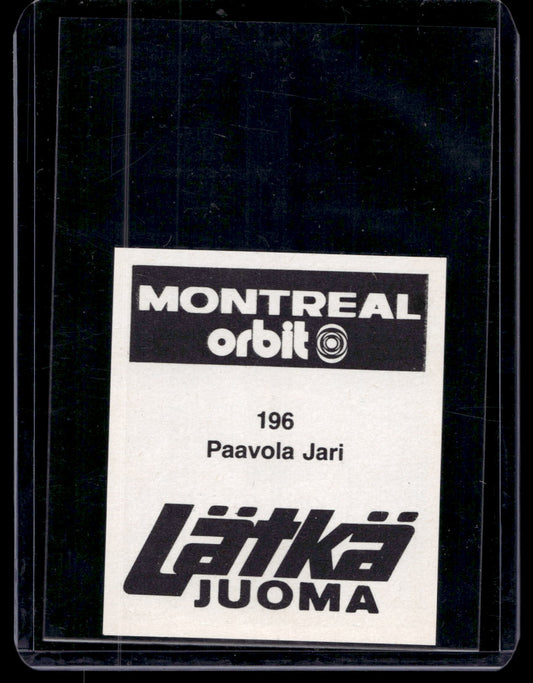 MONTREAL
orbit
196
Paavola Jari
Lätkä
JUOMA